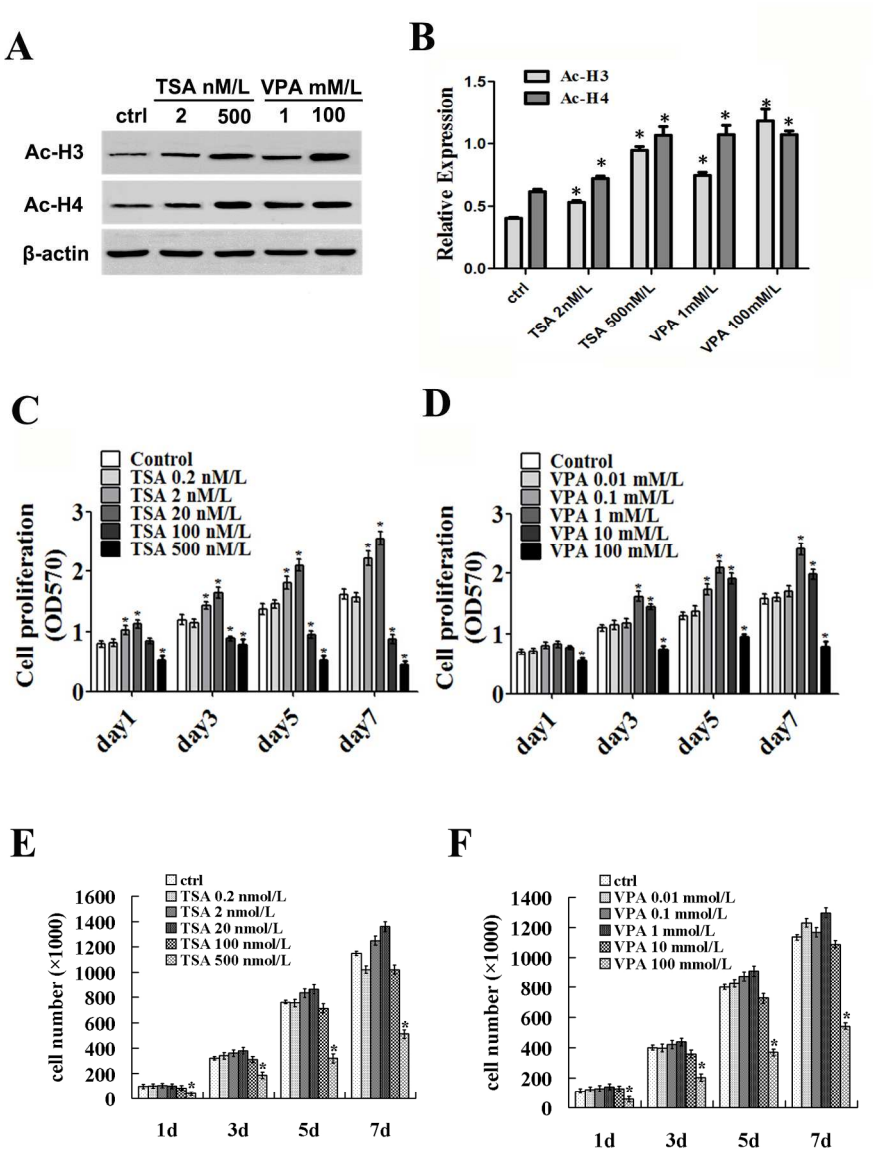 A
TSA nM/L VPA mM/L
ctrl 2 500 1 100
Ac-H3
Ac-H4
β-actin
B
Ac-H3
Ac-H4
Relative Expression
1.5
1.0
0.5
0.0
* * * * * * * *
ctrl
TSA 2nM/L
TSA 500nM/L
VPA 1mM/L
VPA 100mM/L
C
Control
TSA 0.2 nM/L
TSA 2 nM/L
TSA 20 nM/L
TSA 100 nM/L
TSA 500 nM/L
Cell proliferation
(OD570)
3
2
1
0
* * * * * * * * * * * * * * *
day1
day3
day5
day7
D
Control
VPA 0.01 mM/L
VPA 0.1 mM/L
VPA 1 mM/L
VPA 10 mM/L
VPA 100 mM/L
Cell proliferation
(OD570)
3
2
1
0
* * * * * * * * * * *
day1
day3
day5
day7
E
ctrl
TSA 0.2 nmol/L
TSA 2 nmol/L
TSA 20 nmol/L
TSA 100 nmol/L
TSA 500 nmol/L
cell number (×1000)
1600
1400
1200
1000
800
600
400
200
0
* * * *
1d 3d 5d 7d
F
ctrl
VPA 0.01 mmol/L
VPA 0.1 mmol/L
VPA 1 mmol/L
VPA 10 mmol/L
VPA 100 mmol/L
cell number (×1000)
1400
1200
1000
800
600
400
200
0
* * * *
1d 3d 5d 7d